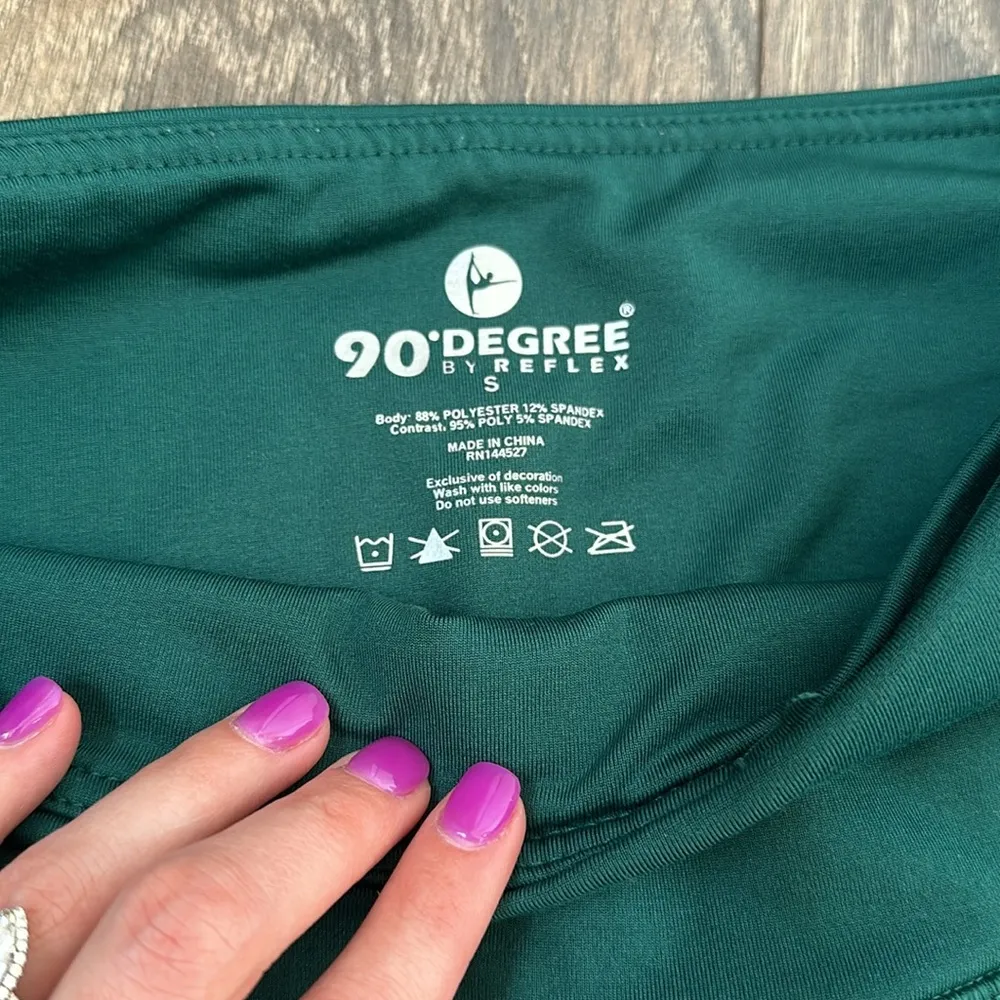 90°DEGREE®
BY REFLEX
S
Body: 88% POLYESTER 12% SPANDEX
Contrast. 95% POLY 5% SPANDEX
MADE IN CHINA
RN144527
Exclusive of decoration
Wash with like colors
Do not use softeners